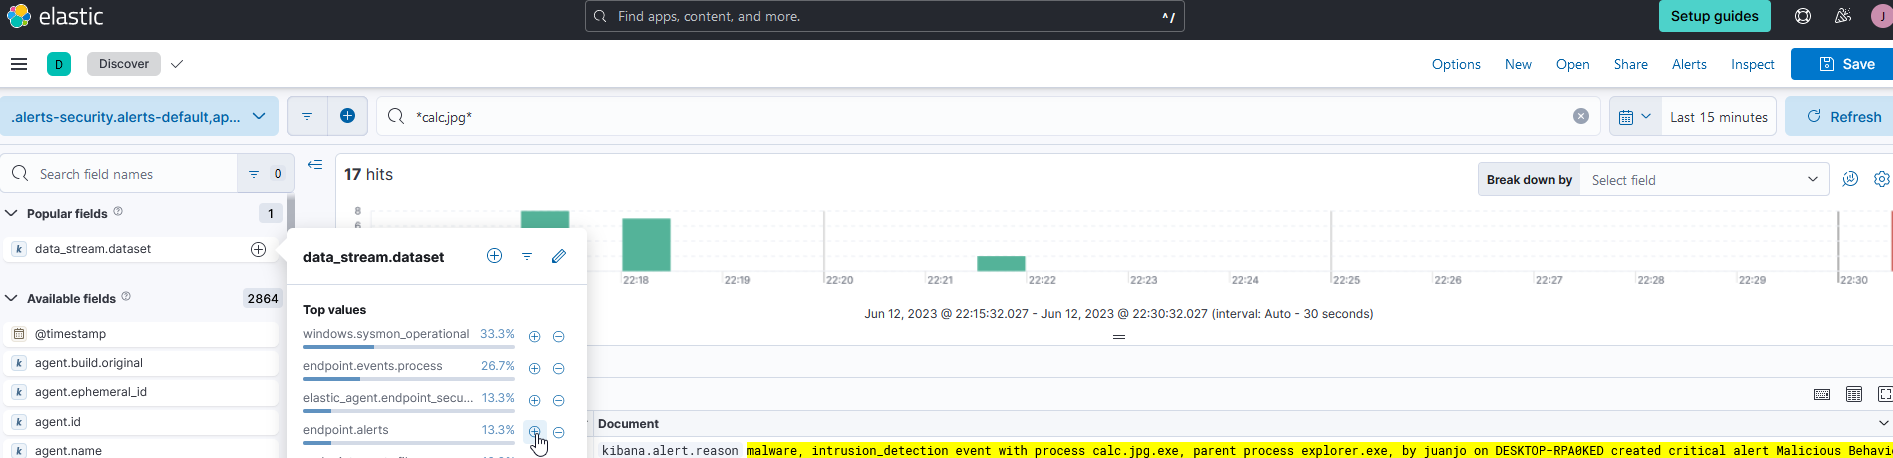 elastic
Find apps, content, and more.
^/
Setup guides
J
D
Discover
Options
New
Open
Share
Alerts
Inspect
Save
.alerts-security.alerts-default,ap...
*calc.jpg*
Last 15 minutes
Refresh
Search field names
0
17 hits
Break down by
Select field
Popular fields
1
k data_stream.dataset
Available fields
2864
@timestamp
k agent.build.original
k agent.ephemeral_id
k agent.id
k agent.name
data_stream.dataset
Top values
windows.sysmon_operational 33.3%
endpoint.events.process 26.7%
elastic_agent.endpoint_secu... 13.3%
endpoint.alerts 13.3%
8
6
22:18 22:19 22:20 22:21 22:22 22:23 22:24 22:25 22:26 22:27 22:28 22:29 22:30
Jun 12, 2023 @ 22:15:32.027 - Jun 12, 2023 @ 22:30:32.027 (interval: Auto - 30 seconds)
Document
kibana.alert.reason malware, intrusion_detection event with process calc.jpg.exe, parent process explorer.exe, by juanjo on DESKTOP-RPA0KED created critical alert Malicious Behavio